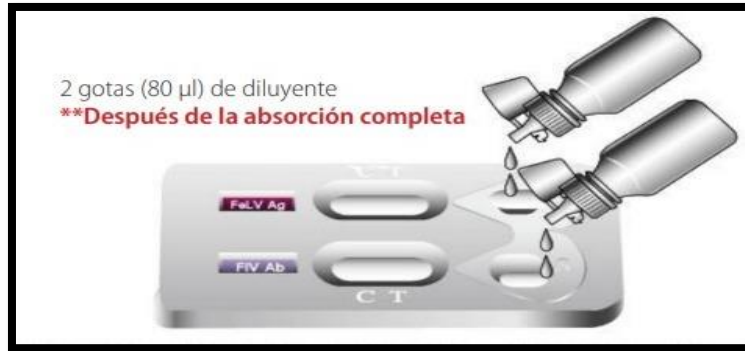 2 gotas (80 µl) de diluyente
**Después de la absorción completa
FeLV Ag
FIV Ab
C T